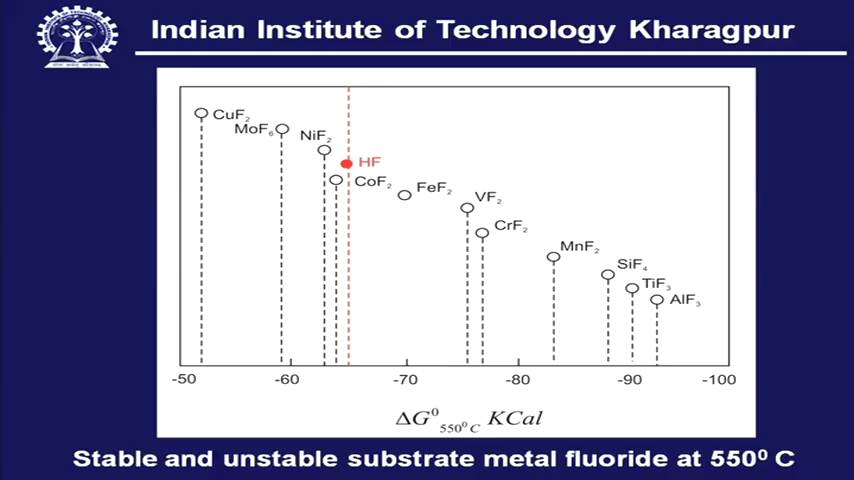 Indian Institute of Technology Kharagpur
CuF₂
MoF₆
NiF₂
HF
CoF₂
FeF₂
VF₂
CrF₂
MnF₂
SiF₄
TiF₃
AlF₃
-50 -60 -70 -80 -90 -100
ΔG⁰₅₅₀⁰C KCal
Stable and unstable substrate metal fluoride at 550⁰ C